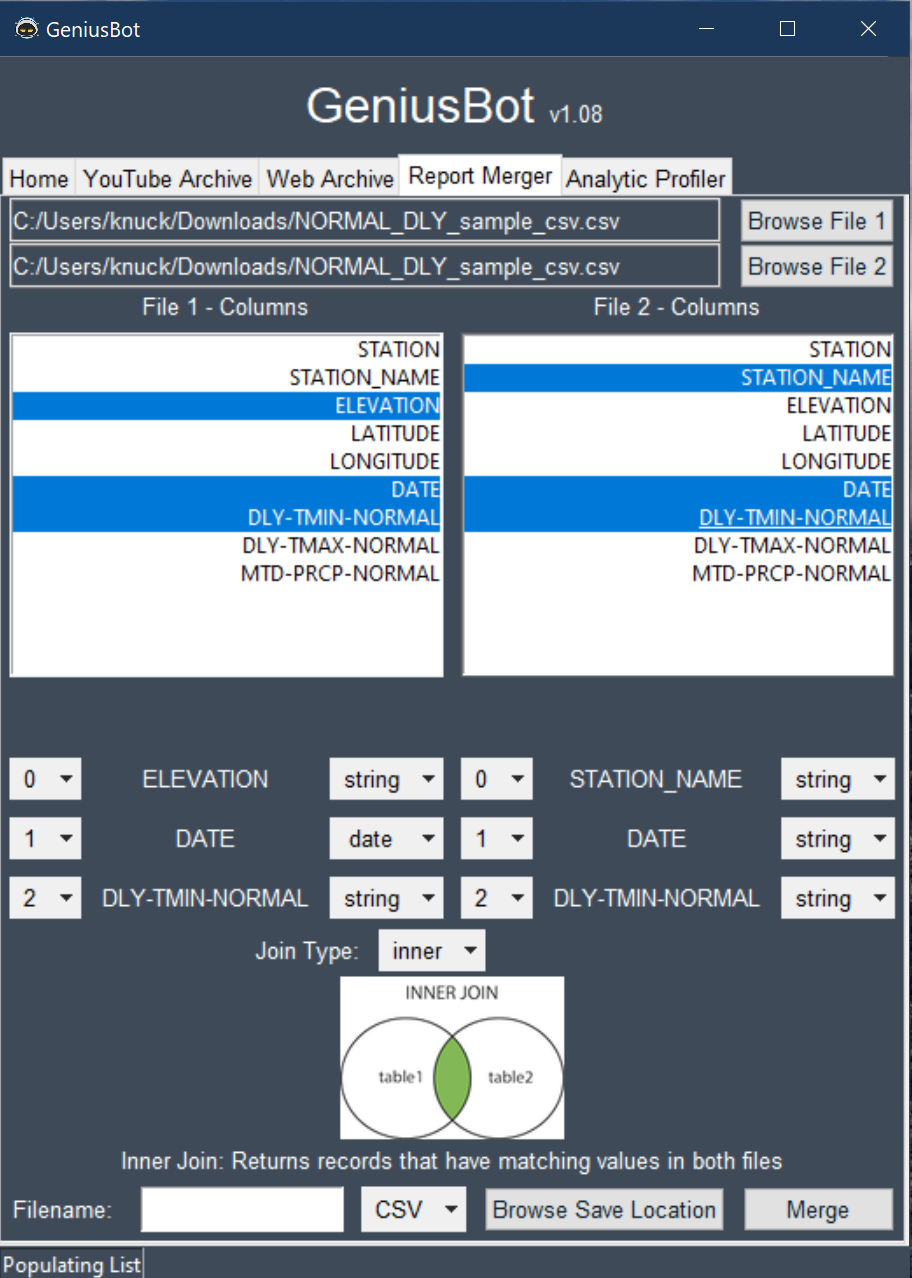 GeniusBot
GeniusBot v1.08
Home YouTube Archive Web Archive Report Merger Analytic Profiler
C:/Users/knuck/Downloads/NORMAL_DLY_sample_csv.csv Browse File 1
C:/Users/knuck/Downloads/NORMAL_DLY_sample_csv.csv Browse File 2
File 1 - Columns File 2 - Columns
STATION STATION
STATION_NAME STATION_NAME
ELEVATION ELEVATION
LATITUDE LATITUDE
LONGITUDE LONGITUDE
DATE DATE
DLY-TMIN-NORMAL DLY-TMIN-NORMAL
DLY-TMAX-NORMAL DLY-TMAX-NORMAL
MTD-PRCP-NORMAL MTD-PRCP-NORMAL
0 ELEVATION string 0 STATION_NAME string
1 DATE date 1 DATE string
2 DLY-TMIN-NORMAL string 2 DLY-TMIN-NORMAL string
Join Type: inner
INNER JOIN
table1 table2
Inner Join: Returns records that have matching values in both files
Filename: CSV Browse Save Location Merge
Populating List